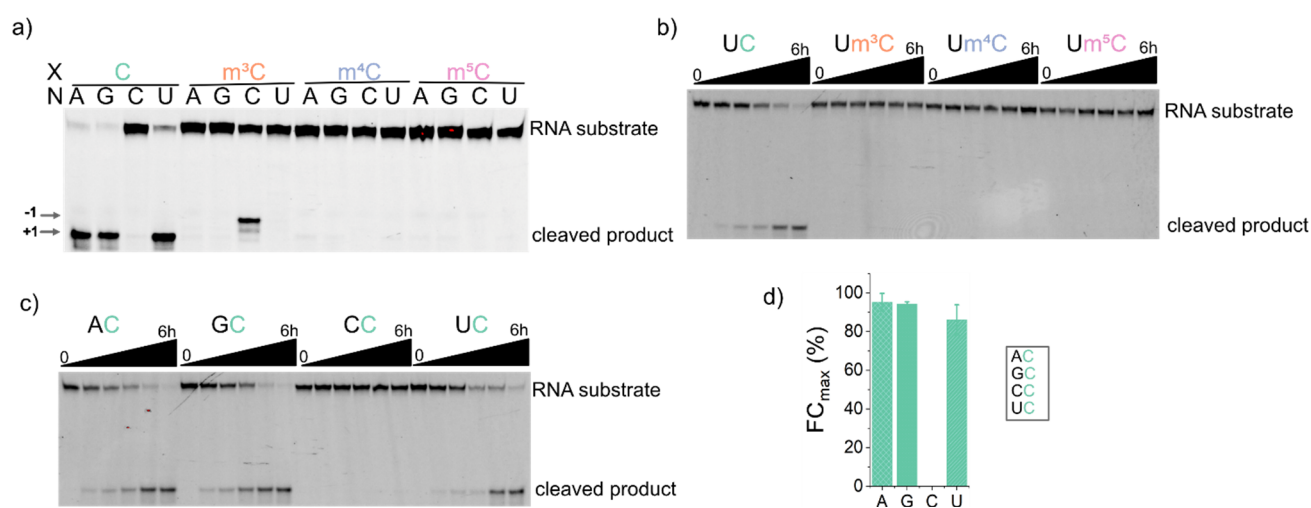 a)
X C m³C m⁴C m⁵C
N A G C U A G C U A G C U A G C U
RNA substrate
-1
+1
cleaved product
b)
UC Um³C Um⁴C Um⁵C
0 6h 0 6h 0 6h 0 6h
RNA substrate
cleaved product
c)
AC GC CC UC
0 6h 0 6h 0 6h 0 6h
RNA substrate
cleaved product
d)
FCmax (%)
100
80
60
40
20
0
A G C U
AC
GC
CC
UC